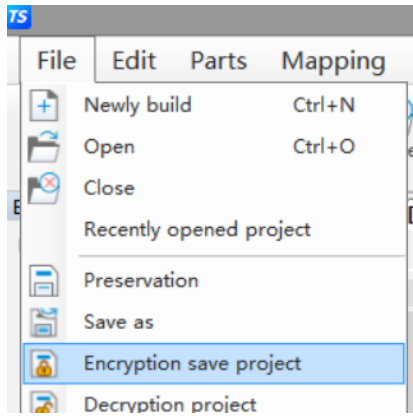 TS
File Edit Parts Mapping
Newly build Ctrl+N
Open Ctrl+O
Close
Recently opened project
Preservation
Save as
Encryption save project
Decryption project